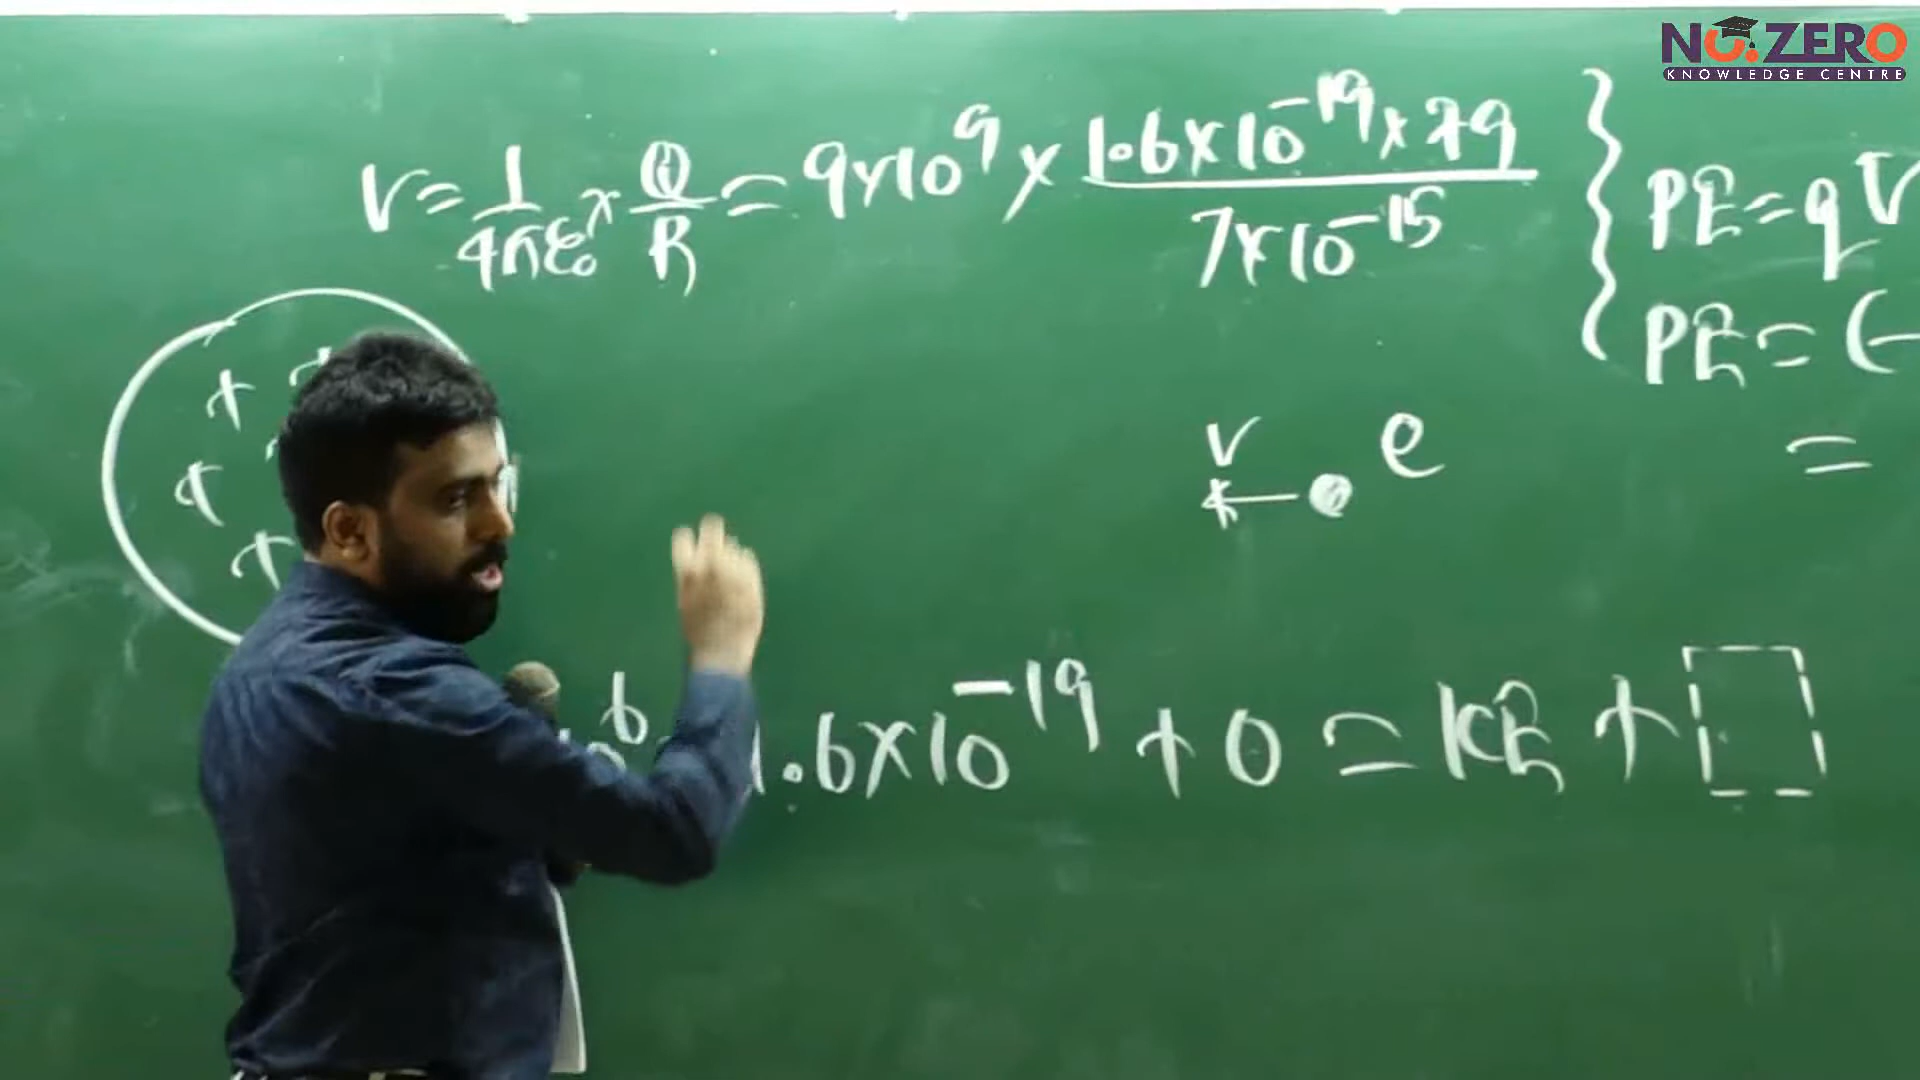 NO.ZERO
KNOWLEDGE CENTRE
V = 1/4πε₀ × Q/R = 9×10⁹ × 1.6×10⁻¹⁹×79/7×10⁻¹⁵
PE = qV
PE = (-
=
+ + + + +
V e
⁶ 1.6×10⁻¹⁹ + 0 = KE +